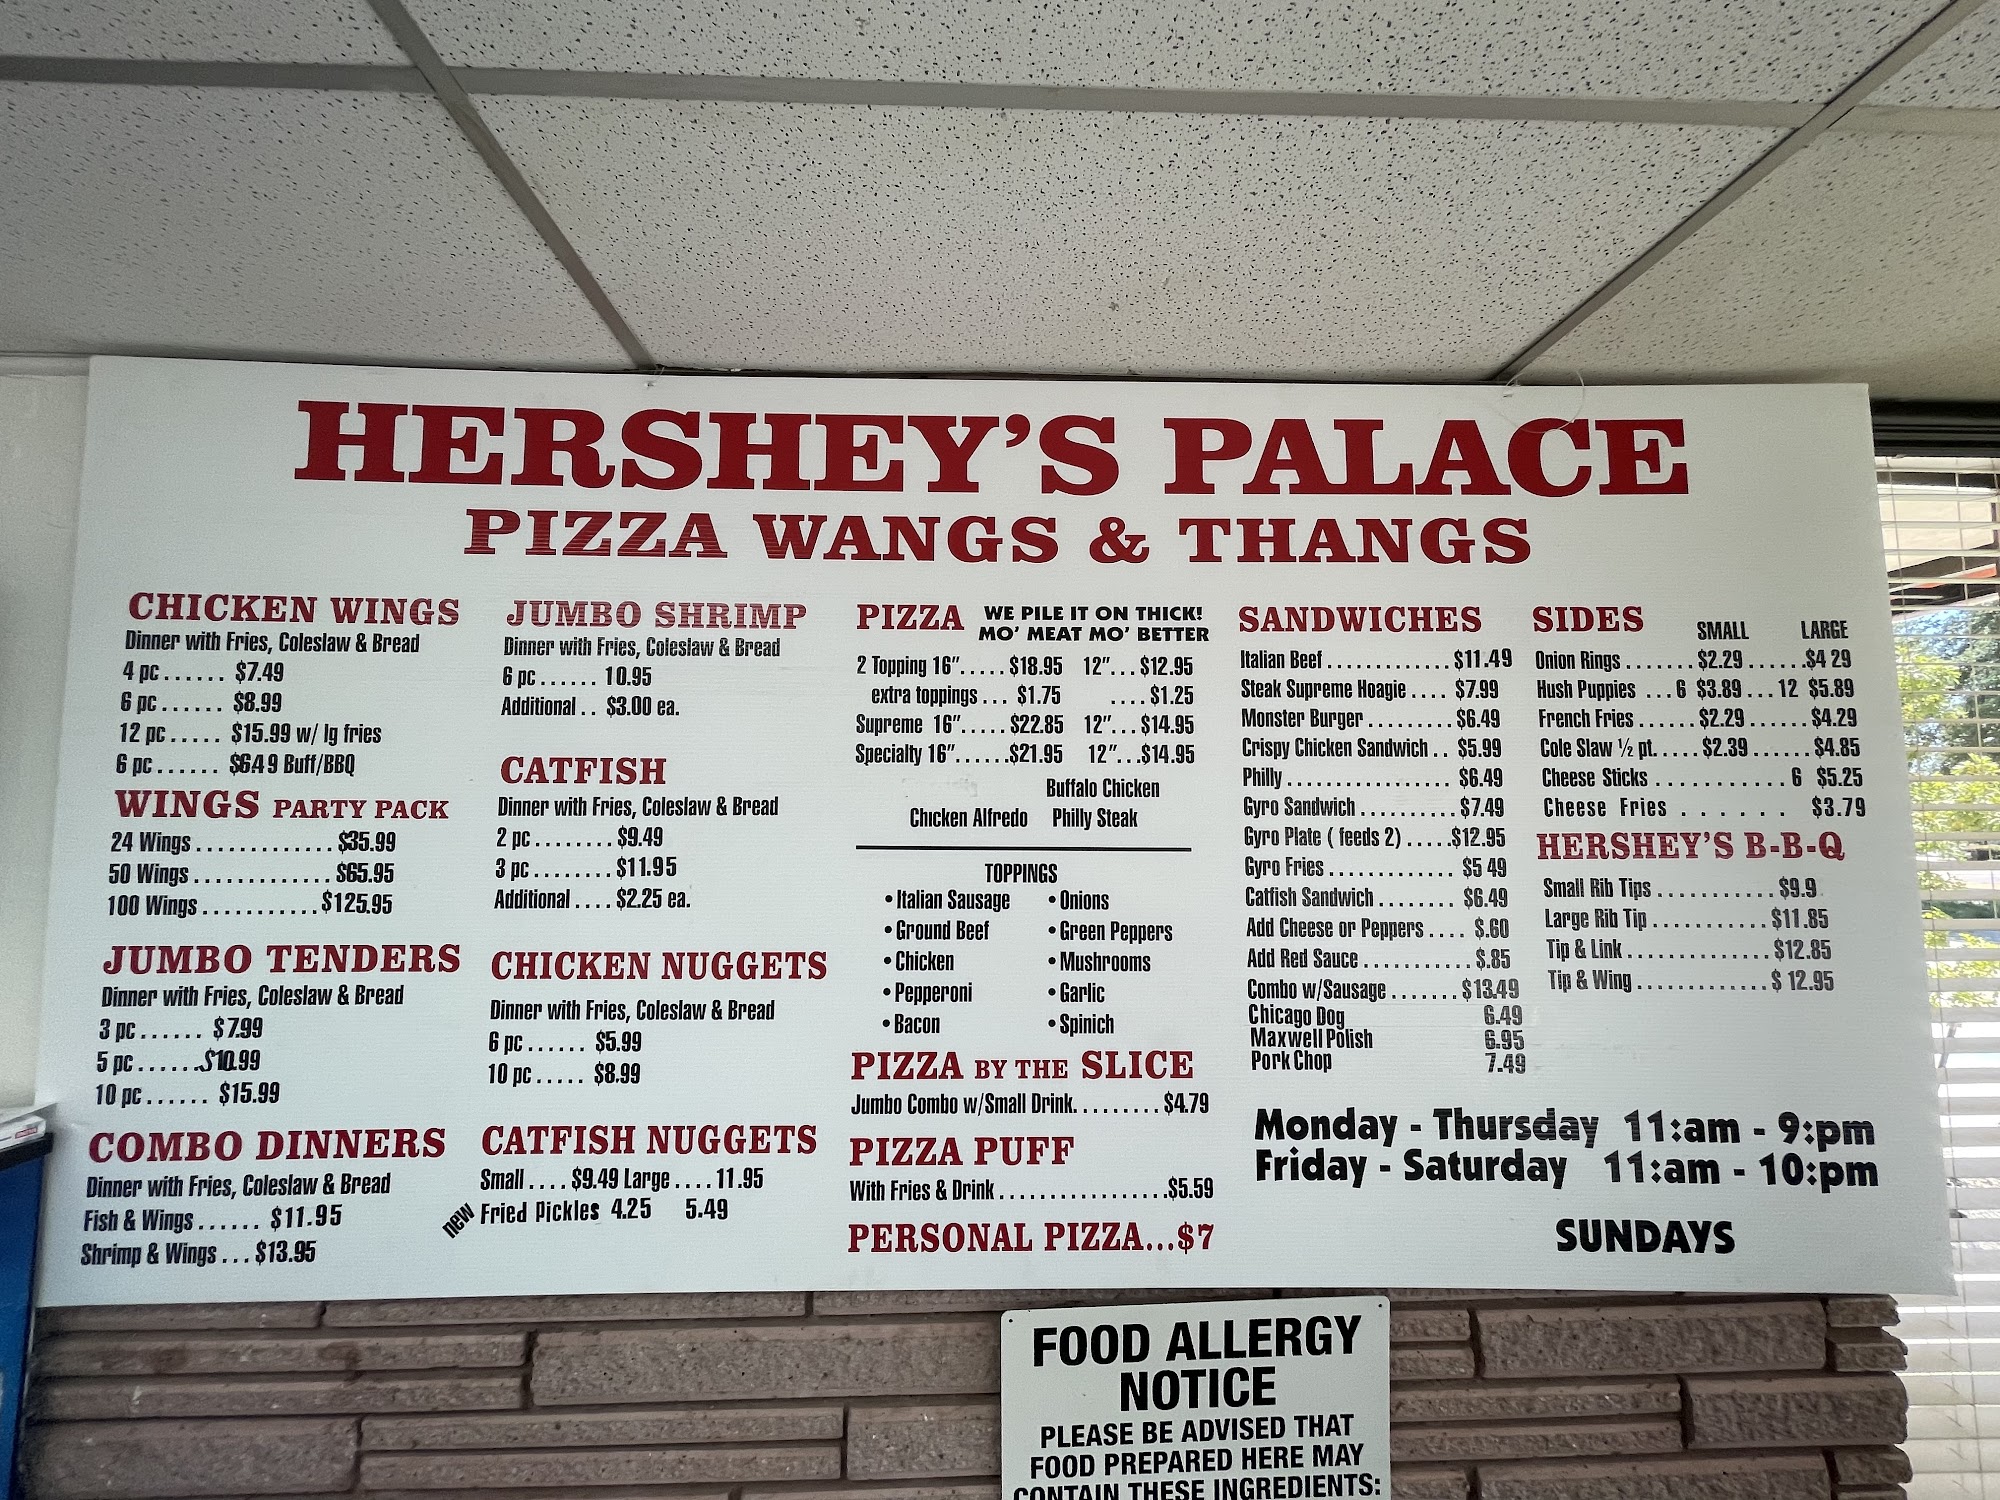 HERSHEY'S PALACE
PIZZA WANGS & THANGS
CHICKEN WINGS
Dinner with Fries, Coleslaw & Bread
4 pc...... $7.49
6 pc...... $8.99
12 pc..... $15.99 w/ lg fries
6 pc...... $649 Buff/BBQ
WINGS PARTY PACK
24 Wings............$35.99
50 Wings............$65.95
100 Wings..........$125.95
JUMBO TENDERS
Dinner with Fries, Coleslaw & Bread
3 pc...... $7.99
5 pc......$10.99
10 pc...... $15.99
COMBO DINNERS
Dinner with Fries, Coleslaw & Bread
Fish & Wings...... $11.95
Shrimp & Wings...$13.95
JUMBO SHRIMP
Dinner with Fries, Coleslaw & Bread
6 pc...... 10.95
Additional.. $3.00 ea.
CATFISH
Dinner with Fries, Coleslaw & Bread
2 pc........$9.49
3 pc........$11.95
Additional....$2.25 ea.
CHICKEN NUGGETS
Dinner with Fries, Coleslaw & Bread
6 pc...... $5.99
10 pc..... $8.99
CATFISH NUGGETS
Small....$9.49 Large....11.95
new Fried Pickles 4.25 5.49
PIZZA WE PILE IT ON THICK!
MO' MEAT MO' BETTER
2 Topping 16".....$18.95 12"...$12.95
extra toppings... $1.75 ....$1.25
Supreme 16".....$22.85 12"...$14.95
Specialty 16"......$21.95 12"...$14.95
Buffalo Chicken
Chicken Alfredo Philly Steak
TOPPINGS
• Italian Sausage • Onions
• Ground Beef • Green Peppers
• Chicken • Mushrooms
• Pepperoni • Garlic
• Bacon • Spinich
PIZZA BY THE SLICE
Jumbo Combo w/Small Drink.........$4.79
PIZZA PUFF
With Fries & Drink.................$5.59
PERSONAL PIZZA...$7
SANDWICHES
Italian Beef.............$11.49
Steak Supreme Hoagie.... $7.99
Monster Burger.........$6.49
Crispy Chicken Sandwich.. $5.99
Philly................. $6.49
Gyro Sandwich..........$7.49
Gyro Plate ( feeds 2).....$12.95
Gyro Fries............. $5 49
Catfish Sandwich........ $6.49
Add Cheese or Peppers.... $.60
Add Red Sauce...........$.85
Combo w/Sausage.......$13.49
Chicago Dog 6.49
Maxwell Polish 6.95
Pork Chop 7.49
SIDES SMALL LARGE
Onion Rings.......$2.29......$4 29
Hush Puppies ...6 $3.89...12 $5.89
French Fries......$2.29......$4.29
Cole Slaw ½ pt.....$2.39......$4.85
Cheese Sticks...........6 $5.25
Cheese Fries...... $3.79
HERSHEY'S B-B-Q
Small Rib Tips............$9.9
Large Rib Tip............$11.85
Tip & Link..............$12.85
Tip & Wing.............$ 12.95
Monday - Thursday 11:am - 9:pm
Friday - Saturday 11:am - 10:pm
SUNDAYS
FOOD ALLERGY
NOTICE
PLEASE BE ADVISED THAT
FOOD PREPARED HERE MAY
CONTAIN THESE INGREDIENTS: